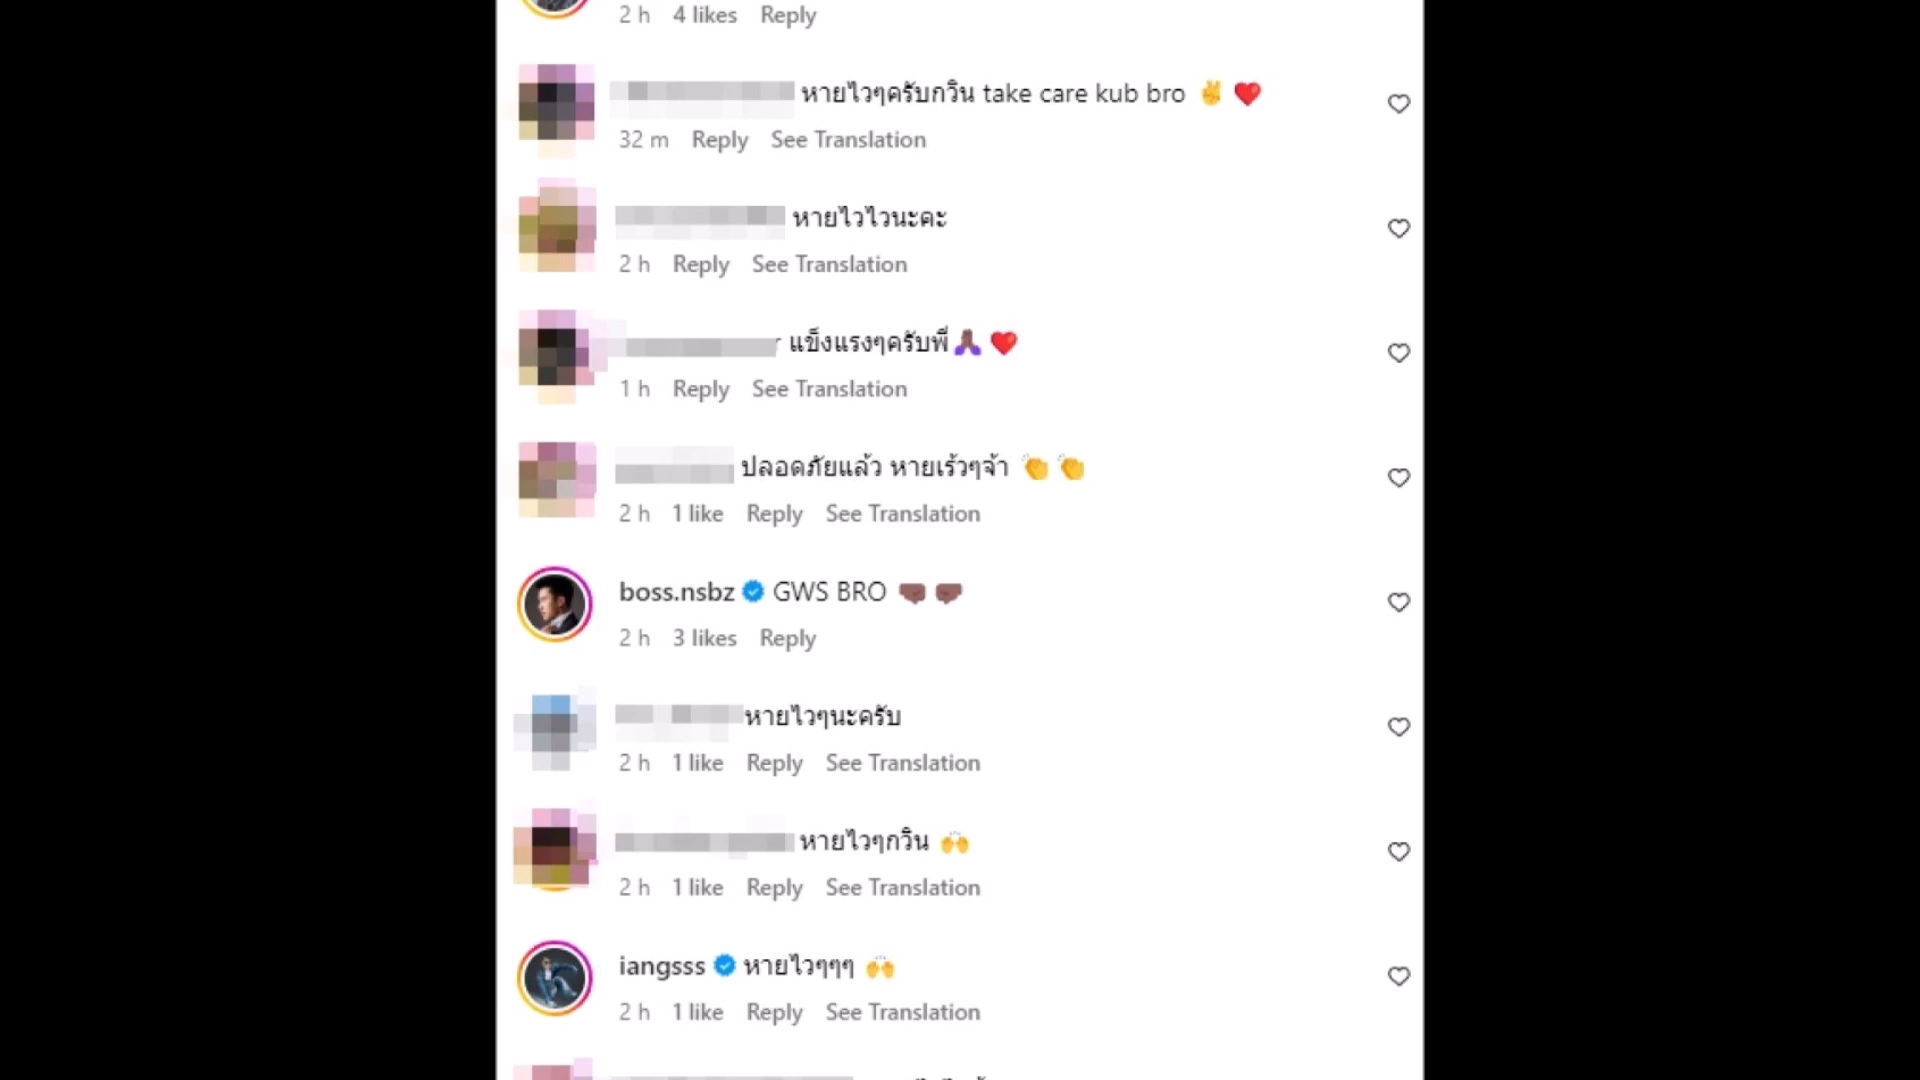 2 h 4 likes Reply
หายไวๆครับกวิน take care kub bro ✌️ ❤️
32 m Reply See Translation
หายไวไวนะคะ
2 h Reply See Translation
แข็งแรงๆครับพี่🙏🏾 ❤️
1 h Reply See Translation
ปลอดภัยแล้ว หายเร้วๆจ้า 👏 👏
2 h 1 like Reply See Translation
boss.nsbz GWS BRO 🤜🏾 🤛🏾
2 h 3 likes Reply
หายไวๆนะครับ
2 h 1 like Reply See Translation
หายไวๆกวิน 🙌
2 h 1 like Reply See Translation
iangsss หายไวๆๆๆ 🙌
2 h 1 like Reply See Translation